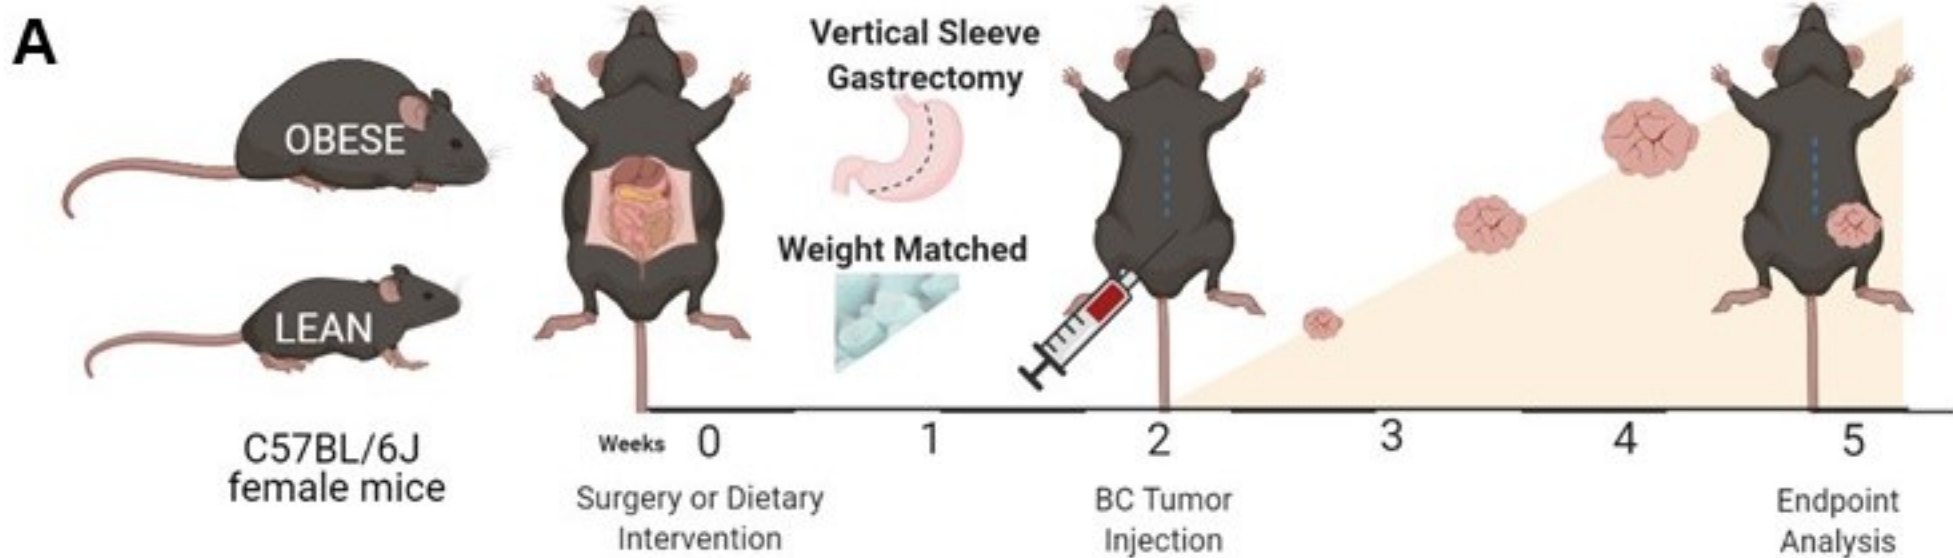 A
OBESE
LEAN
C57BL/6J
female mice
Vertical Sleeve
Gastrectomy
Weight Matched
Weeks 0 1 2 3 4 5
Surgery or Dietary
Intervention
BC Tumor
Injection
Endpoint
Analysis